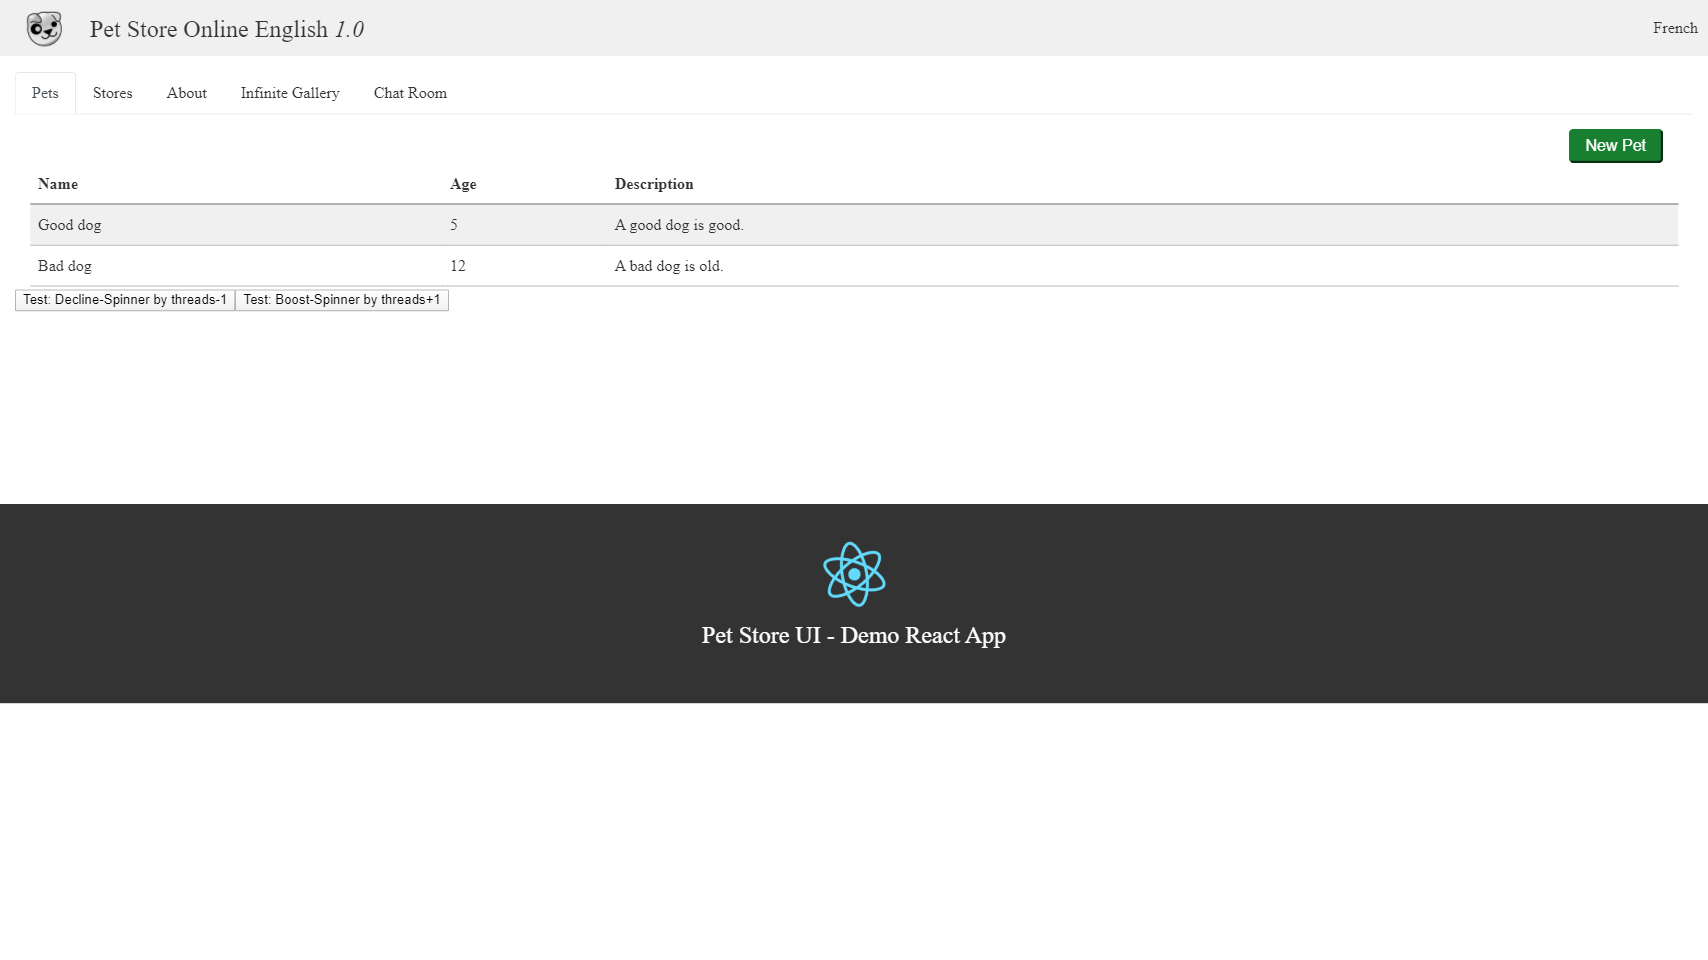 Pet Store Online English 1.0
French
Pets Stores About Infinite Gallery Chat Room
New Pet
Name Age Description
Good dog 5 A good dog is good.
Bad dog 12 A bad dog is old.
Test: Decline-Spinner by threads-1 Test: Boost-Spinner by threads+1
Pet Store UI - Demo React App